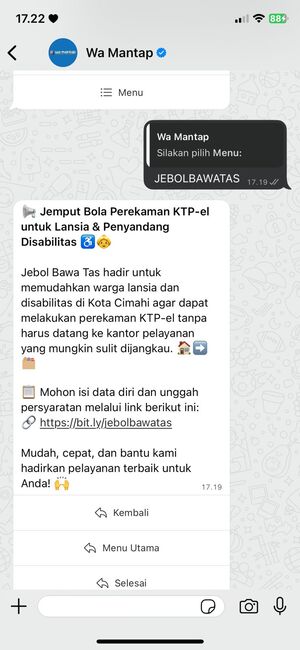 17.22
88
Wa Mantap
WA MANTAP
Menu
Wa Mantap
Silakan pilih Menu:
JEBOLBAWATAS
17.19
Jemput Bola Perekaman KTP-el
untuk Lansia & Penyandang
Disabilitas
Jebol Bawa Tas hadir untuk
memudahkan warga lansia dan
disabilitas di Kota Cimahi agar dapat
melakukan perekaman KTP-el tanpa
harus datang ke kantor pelayanan
yang mungkin sulit dijangkau.
Mohon isi data diri dan unggah
persyaratan melalui link berikut ini:
https://bit.ly/jebolbawatas
Mudah, cepat, dan bantu kami
hadirkan pelayanan terbaik untuk
Anda!
17.19
Kembali
Menu Utama
Selesai